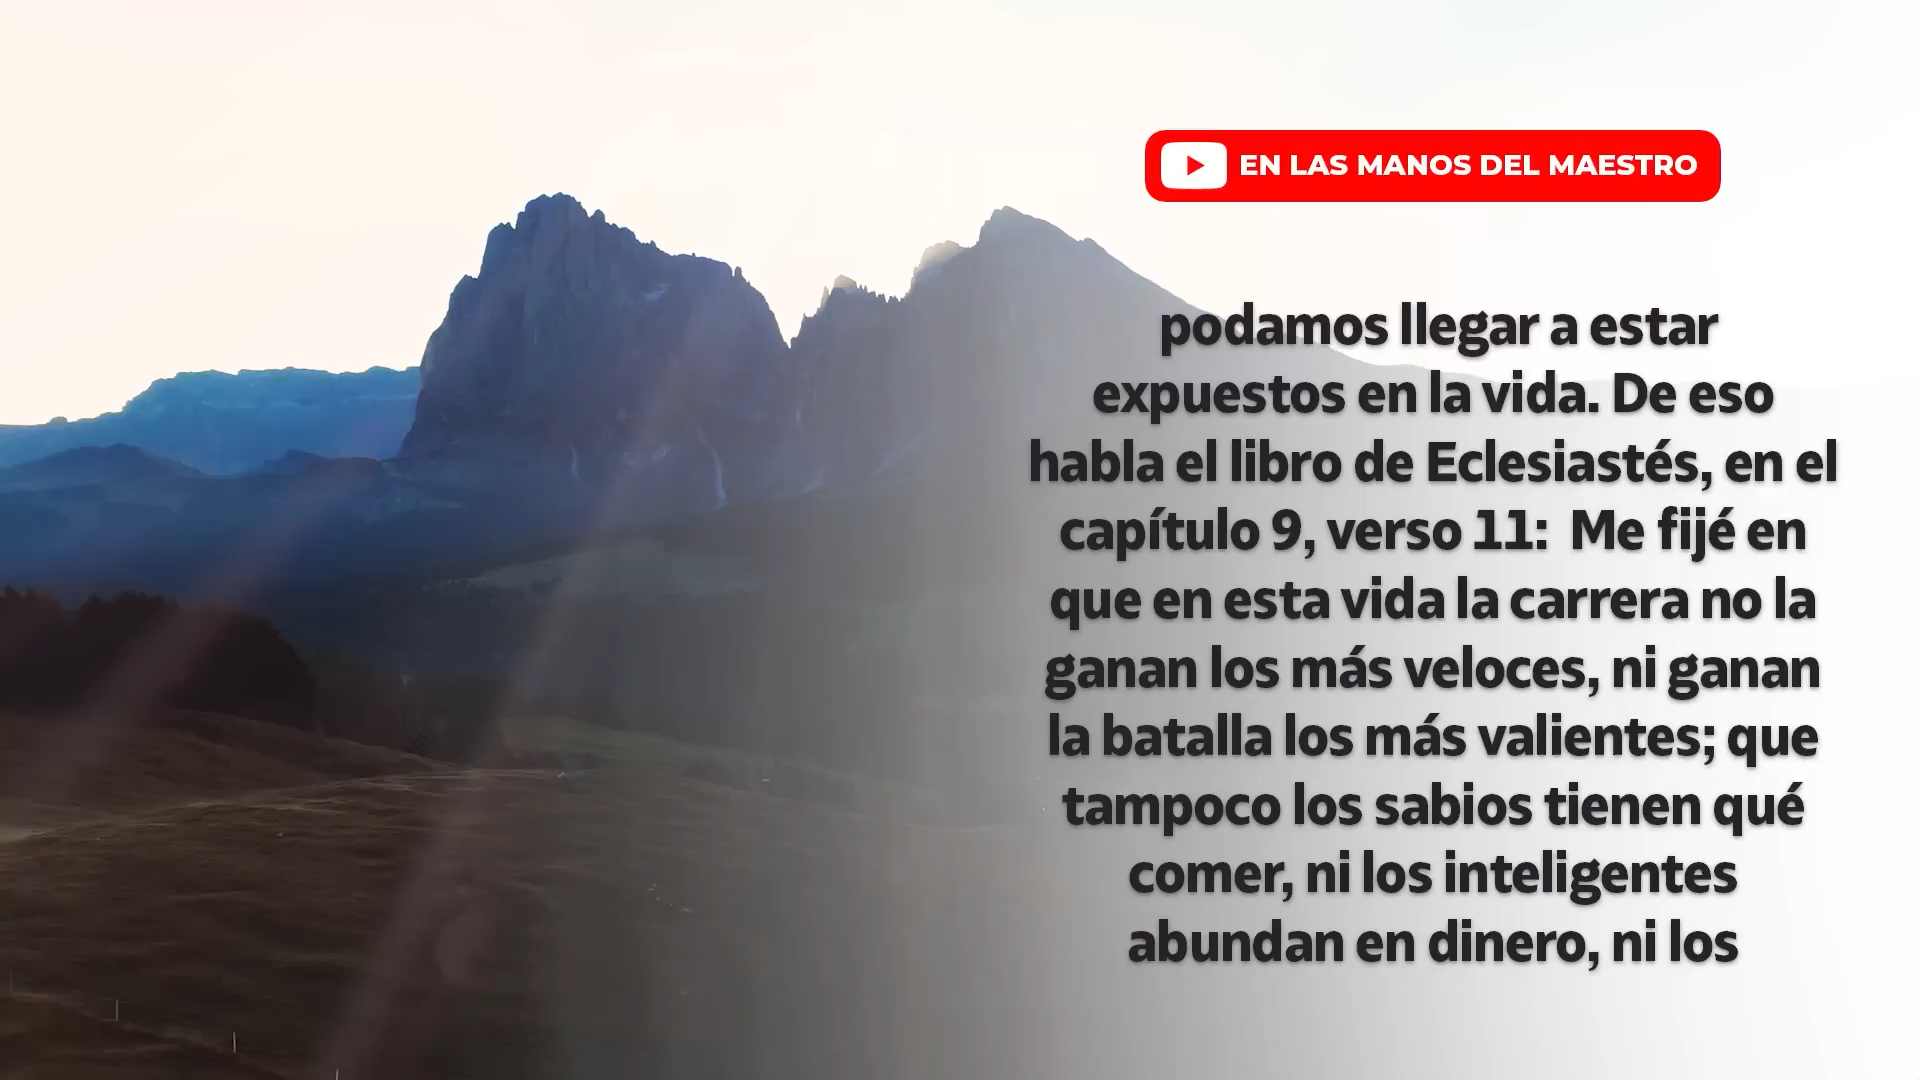 EN LAS MANOS DEL MAESTRO
podamos llegar a estar
expuestos en la vida. De eso
habla el libro de Eclesiastés, en el
capítulo 9, verso 11:  Me fijé en
que en esta vida la carrera no la
ganan los más veloces, ni ganan
la batalla los más valientes; que
tampoco los sabios tienen qué
comer, ni los inteligentes
abundan en dinero, ni los